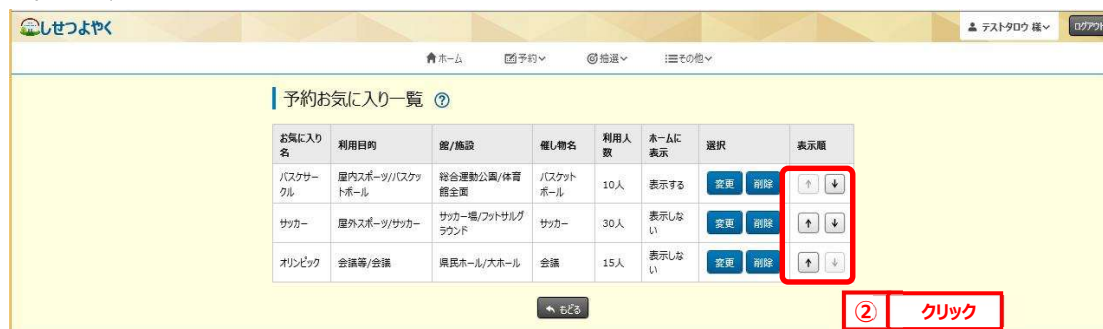 しせつよやく
テストタロウ 様
ログアウト
ホーム 予約 抽選 その他
予約お気に入り一覧 ?
お気に入り名 利用目的 館/施設 催し物名 利用人数 ホームに表示 選択 表示順
バスケサークル 屋内スポーツ/バスケットボール 総合運動公園/体育館全面 バスケットボール 10人 表示する 変更 削除 ↑ ↓
サッカー 屋外スポーツ/サッカー サッカー場/フットサルグラウンド サッカー 30人 表示しない 変更 削除 ↑ ↓
オリンピック 会議等/会議 県民ホール/大ホール 会議 15人 表示しない 変更 削除 ↑ ↓
もどる
② クリック